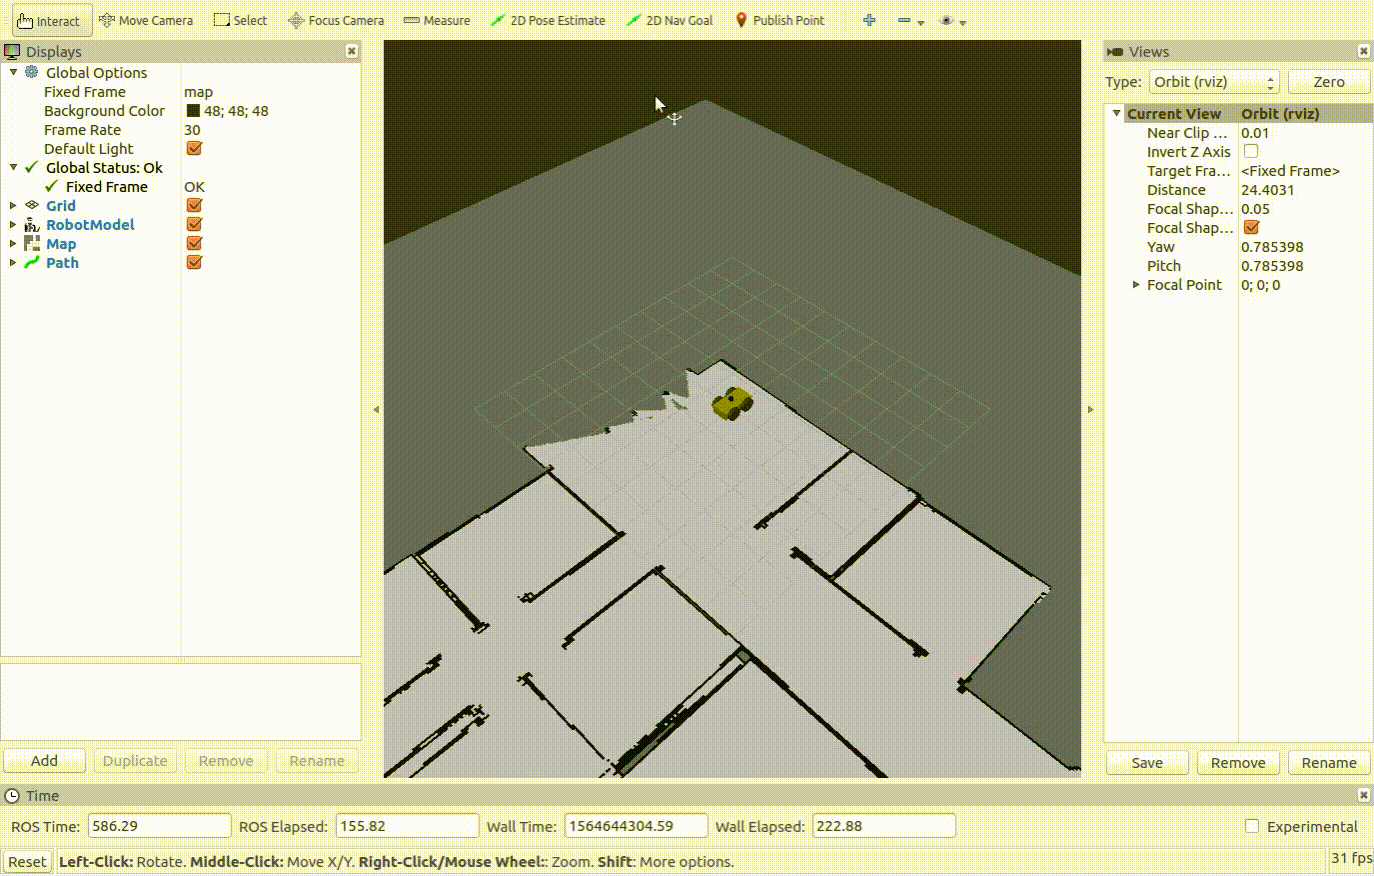 Interact Move Camera Select Focus Camera Measure 2D Pose Estimate 2D Nav Goal Publish Point
Displays
Global Options
Fixed Frame map
Background Color 48; 48; 48
Frame Rate 30
Default Light
Global Status: Ok
Fixed Frame OK
Grid
RobotModel
Map
Path
Add Duplicate Remove Rename
Views
Type: Orbit (rviz) Zero
Current View Orbit (rviz)
Near Clip ... 0.01
Invert Z Axis
Target Fra... <Fixed Frame>
Distance 24.4031
Focal Shap... 0.05
Focal Shap...
Yaw 0.785398
Pitch 0.785398
Focal Point 0; 0; 0
Save Remove Rename
Time
ROS Time: 586.29 ROS Elapsed: 155.82 Wall Time: 1564644304.59 Wall Elapsed: 222.88 Experimental
Reset Left-Click: Rotate. Middle-Click: Move X/Y. Right-Click/Mouse Wheel:: Zoom. Shift: More options. 31 fps